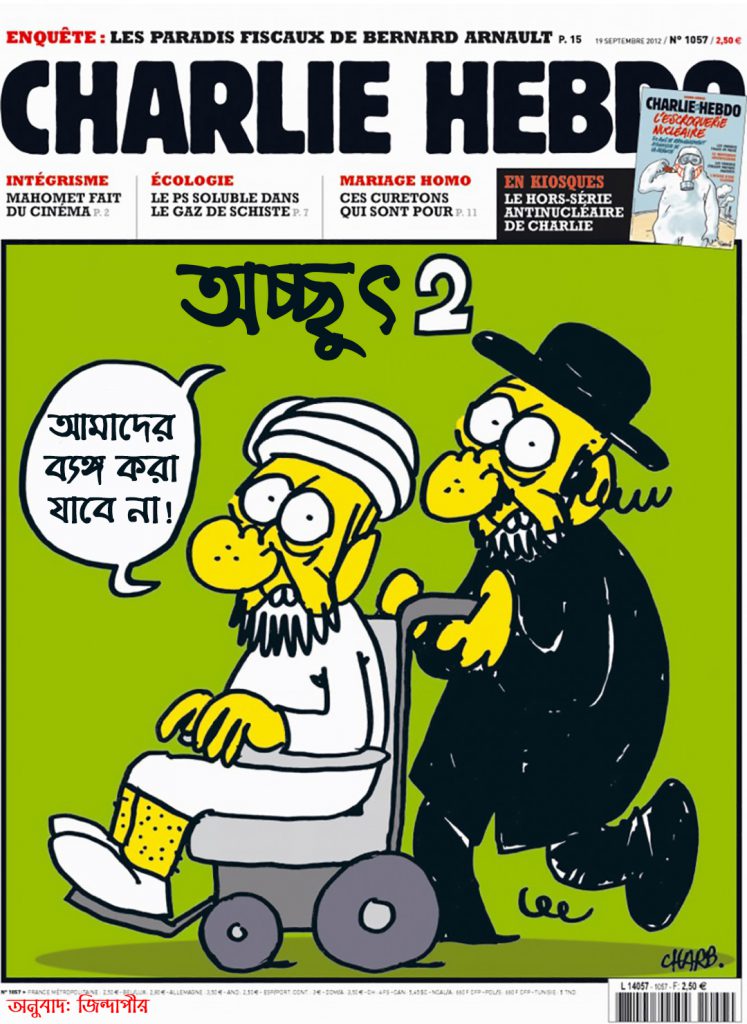 ENQUÊTE : LES PARADIS FISCAUX DE BERNARD ARNAULT P. 15
19 SEPTEMBRE 2012 / N° 1057 / 2,50 €
CHARLIE HEBDO
CHARLIE HEBDO
L'ESCROQUERIE
NUCLÉAIRE
INTÉGRISME
MAHOMET FAIT
DU CINÉMA P. 2
ÉCOLOGIE
LE PS SOLUBLE DANS
LE GAZ DE SCHISTE P. 7
MARIAGE HOMO
CES CURETONS
QUI SONT POUR P. 11
EN KIOSQUES
LE HORS-SÉRIE
ANTINUCLÉAIRE
DE CHARLIE
অচ্ছুৎ 2
আমাদের
ব্যঙ্গ করা
যাবে না!
CHARB.
অনুবাদ: জিন্দাপীর
L 14057 - 1057 - F: 2,50 €